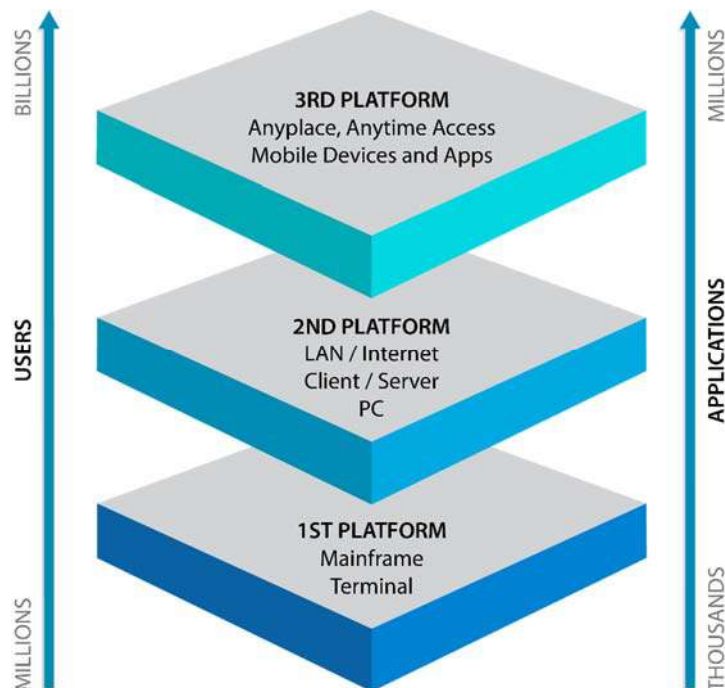 BILLIONS
USERS
MILLIONS
3RD PLATFORM
Anyplace, Anytime Access
Mobile Devices and Apps
2ND PLATFORM
LAN / Internet
Client / Server
PC
1ST PLATFORM
Mainframe
Terminal
MILLIONS
APPLICATIONS
THOUSANDS